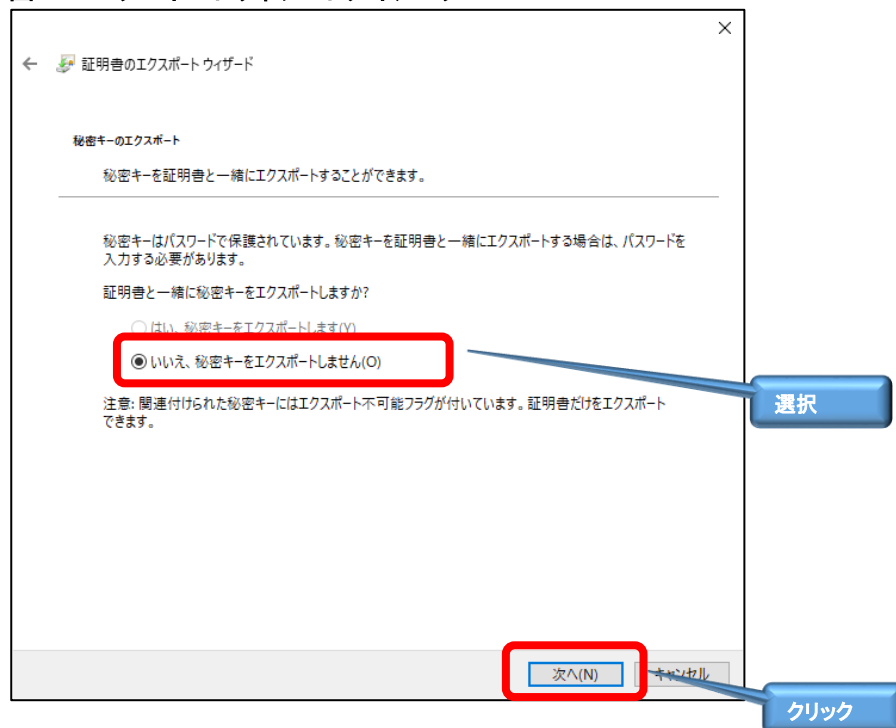 証明書のエクスポート ウィザード
秘密キーのエクスポート
秘密キーを証明書と一緒にエクスポートすることができます。
秘密キーはパスワードで保護されています。秘密キーを証明書と一緒にエクスポートする場合は、パスワードを
入力する必要があります。
証明書と一緒に秘密キーをエクスポートしますか?
はい、秘密キーをエクスポートします(Y)
いいえ、秘密キーをエクスポートしません(O)
選択
注意: 関連付けられた秘密キーにはエクスポート不可能フラグが付いています。証明書だけをエクスポート
できます。
次へ(N)
キャンセル
クリック